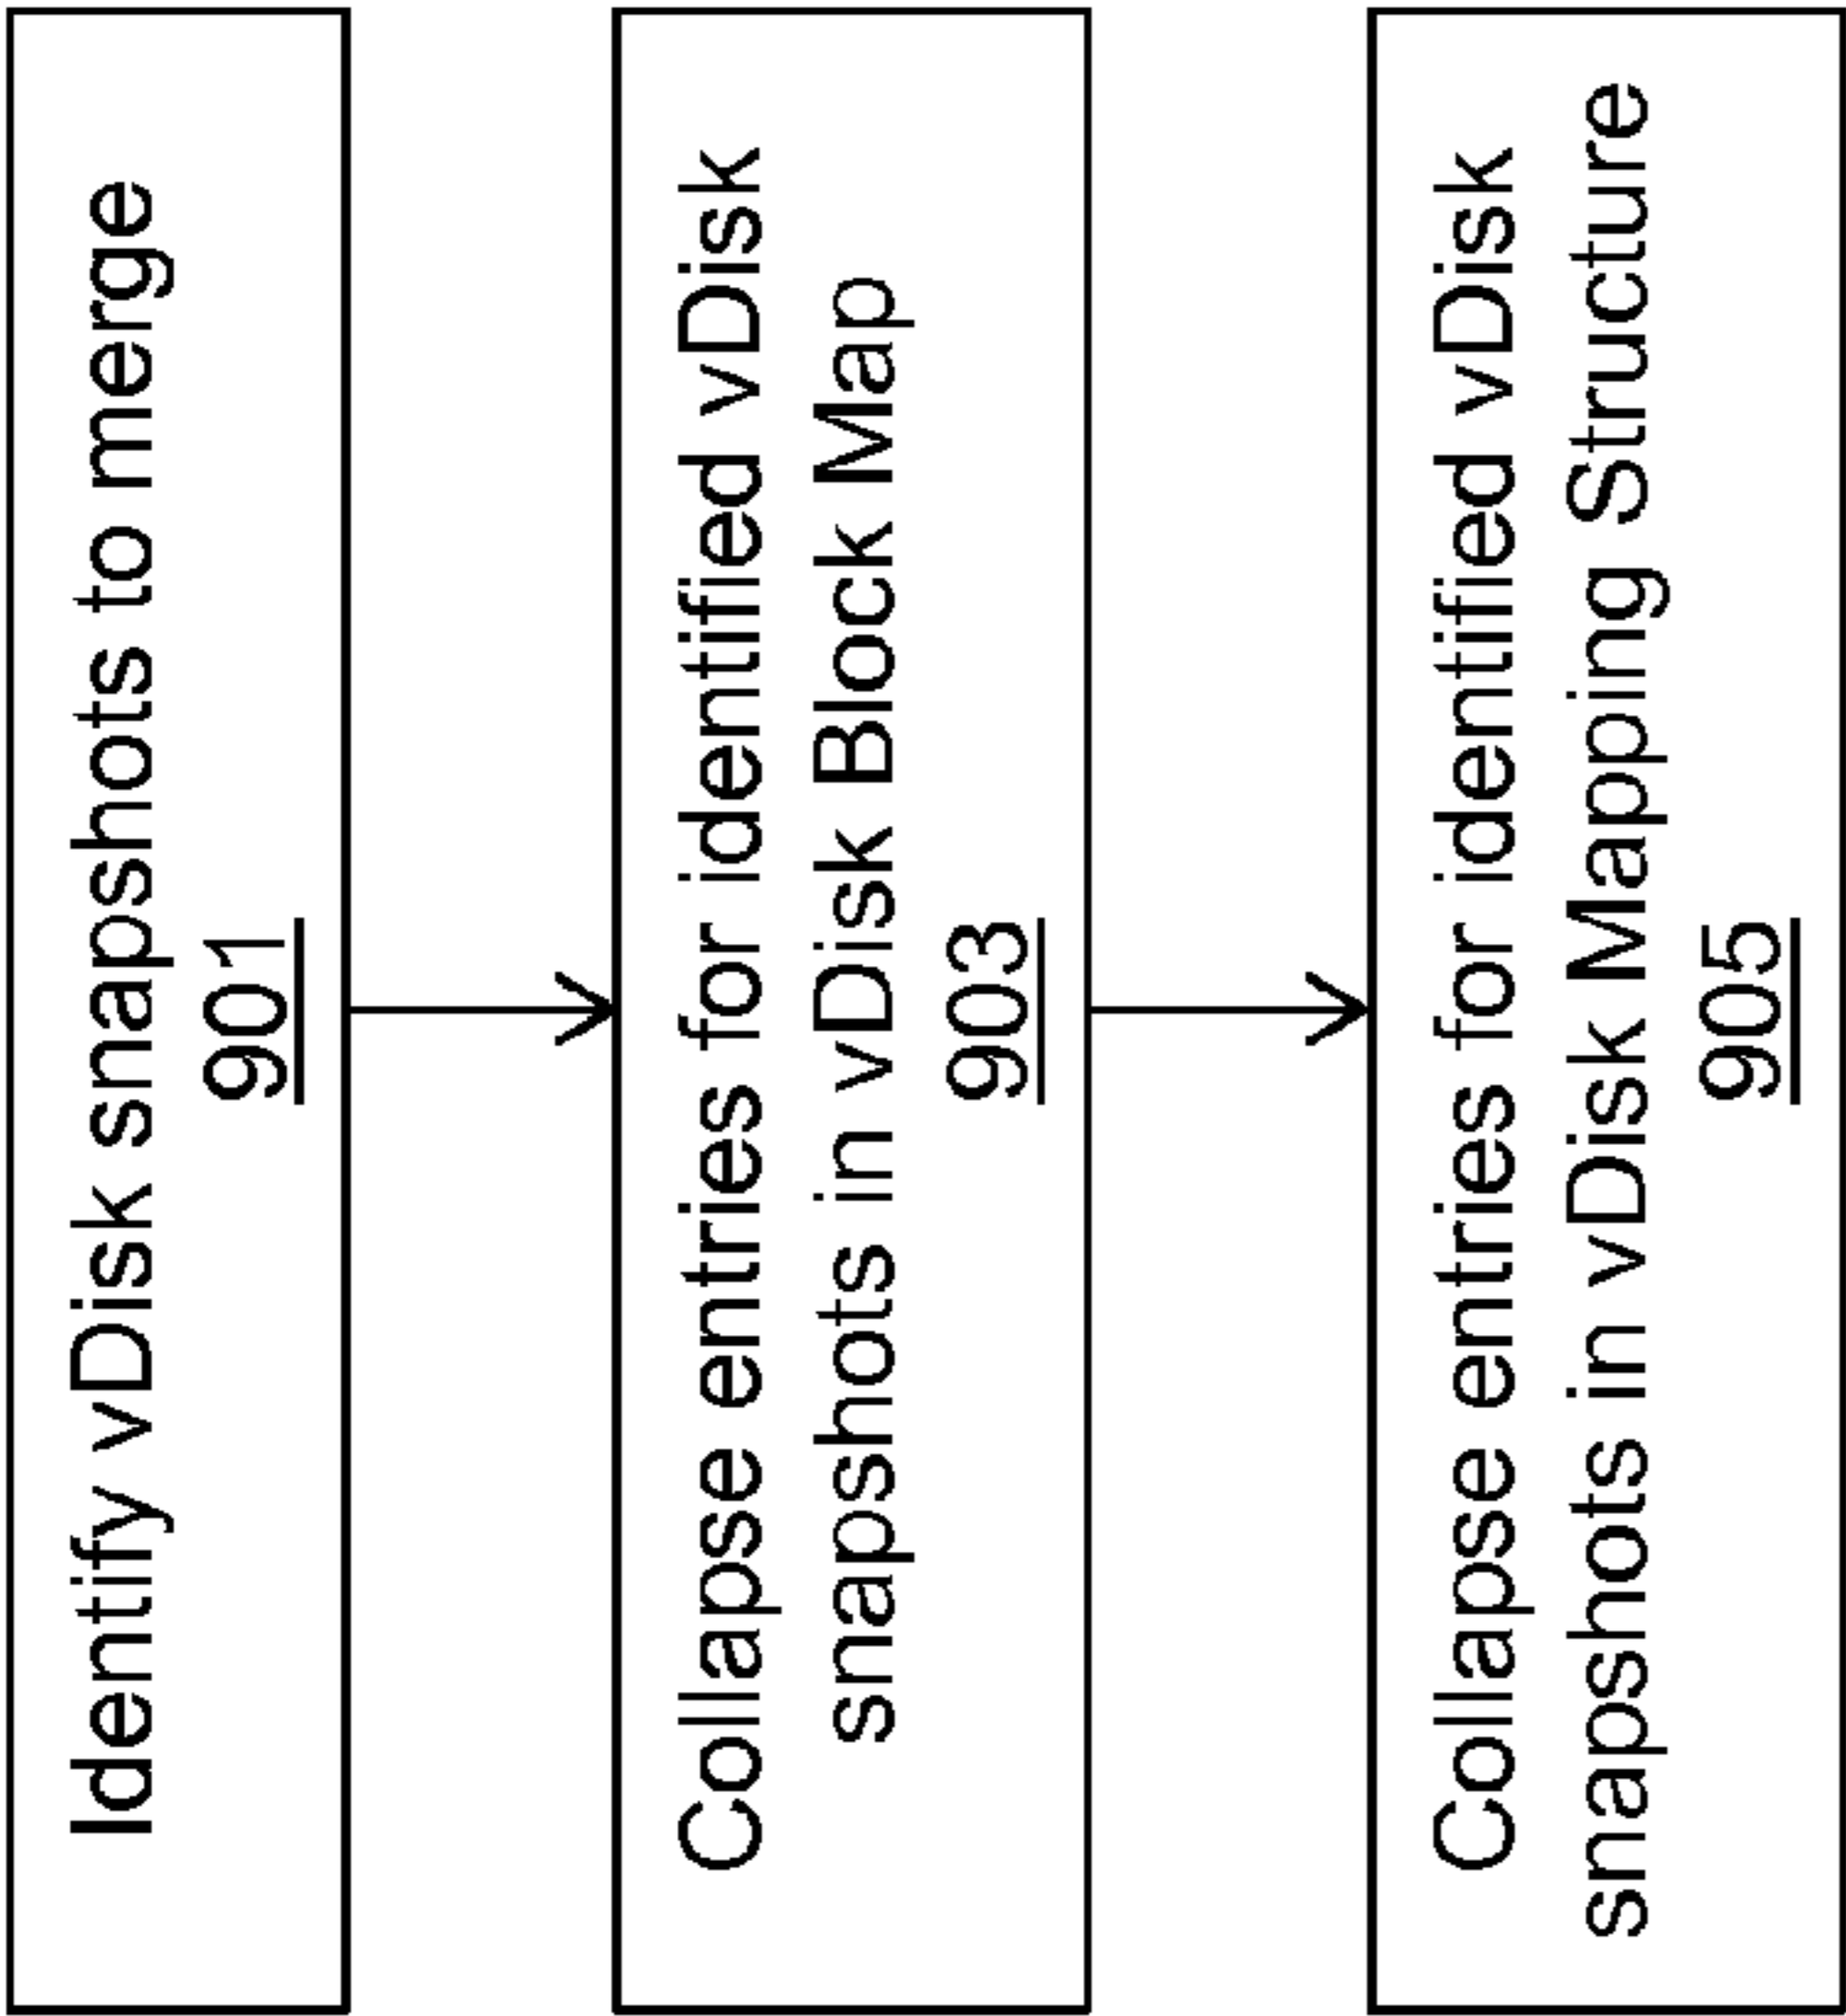 Identify vDisk snapshots to merge
901
Collapse entries for identified vDisk
snapshots in vDisk Block Map
903
Collapse entries for identified vDisk
snapshots in vDisk Mapping Structure
905